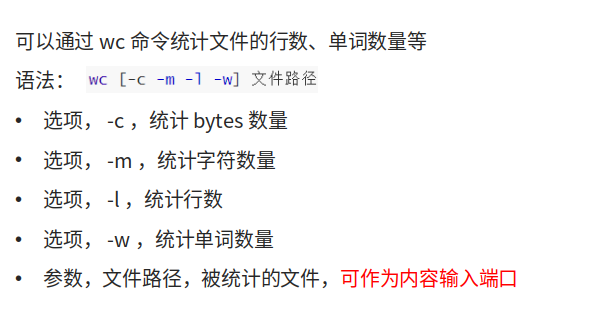 可以通过 wc 命令统计文件的行数、单词数量等
语法： wc [-c -m -l -w] 文件路径
• 选项， -c ，统计 bytes 数量
• 选项， -m ，统计字符数量
• 选项， -l ，统计行数
• 选项， -w ，统计单词数量
• 参数，文件路径，被统计的文件，可作为内容输入端口